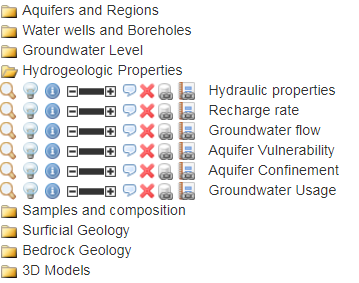 Aquifers and Regions
Water wells and Boreholes
Groundwater Level
Hydrogeologic Properties
Hydraulic properties
Recharge rate
Groundwater flow
Aquifer Vulnerability
Aquifer Confinement
Groundwater Usage
Samples and composition
Surficial Geology
Bedrock Geology
3D Models